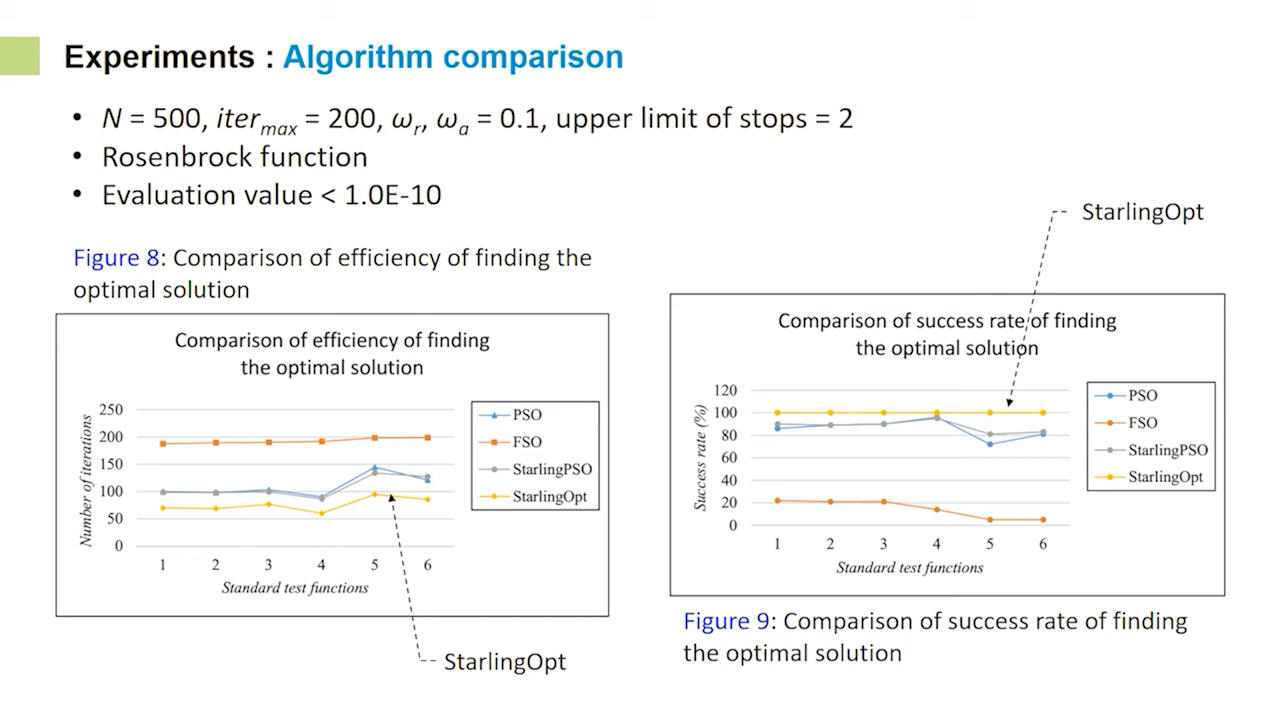 Experiments : Algorithm comparison
• N = 500, iter_max = 200, ω_r, ω_a = 0.1, upper limit of stops = 2
• Rosenbrock function
• Evaluation value < 1.0E-10
StarlingOpt
Figure 8: Comparison of efficiency of finding the
optimal solution
Comparison of efficiency of finding
the optimal solution
Number of iterations
250
200
150
100
50
0
1 2 3 4 5 6
Standard test functions
PSO
FSO
StarlingPSO
StarlingOpt
StarlingOpt
Comparison of success rate of finding
the optimal solution
Success rate (%)
120
100
80
60
40
20
0
1 2 3 4 5 6
Standard test functions
PSO
FSO
StarlingPSO
StarlingOpt
Figure 9: Comparison of success rate of finding
the optimal solution